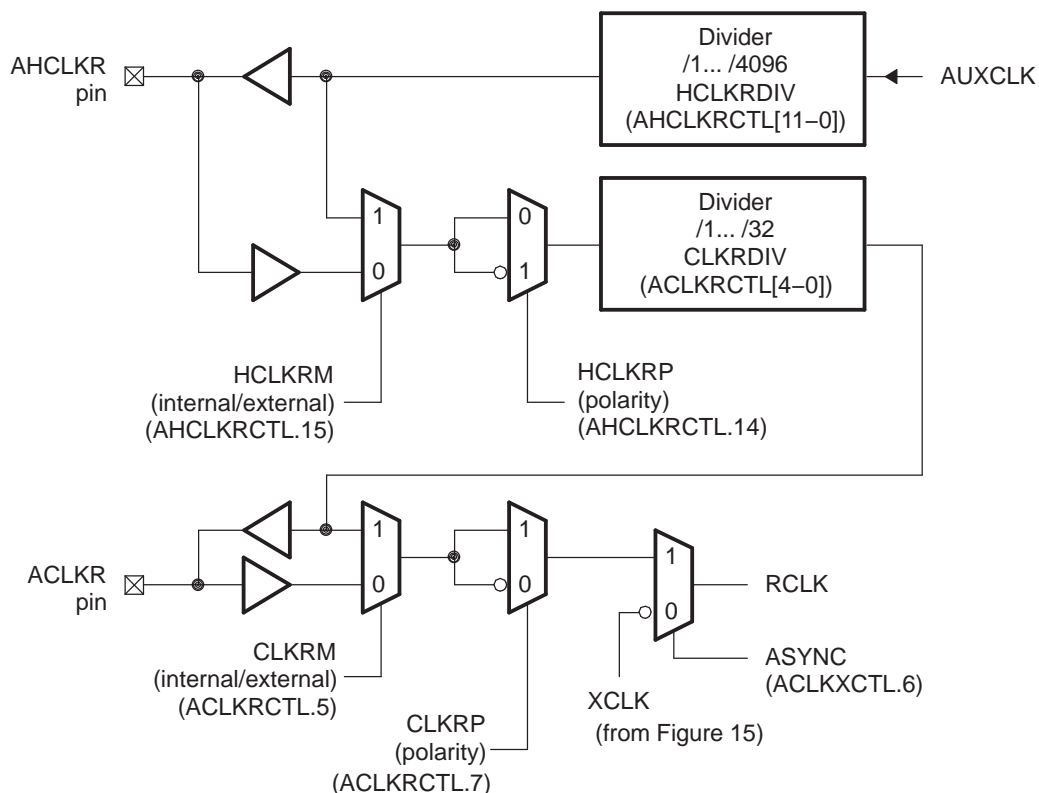 Divider
/1... /4096
HCLKRDIV
(AHCLKRCTL[11−0])
AHCLKR
pin
AUXCLK
Divider
/1... /32
CLKRDIV
(ACLKRCTL[4−0])
1
0
0
1
HCLKRM
(internal/external)
(AHCLKRCTL.15)
HCLKRP
(polarity)
(AHCLKRCTL.14)
ACLKR
pin
1
0
1
0
1
0
RCLK
CLKRM
(internal/external)
(ACLKRCTL.5)
CLKRP
(polarity)
(ACLKRCTL.7)
XCLK
(from Figure 15)
ASYNC
(ACLKXCTL.6)